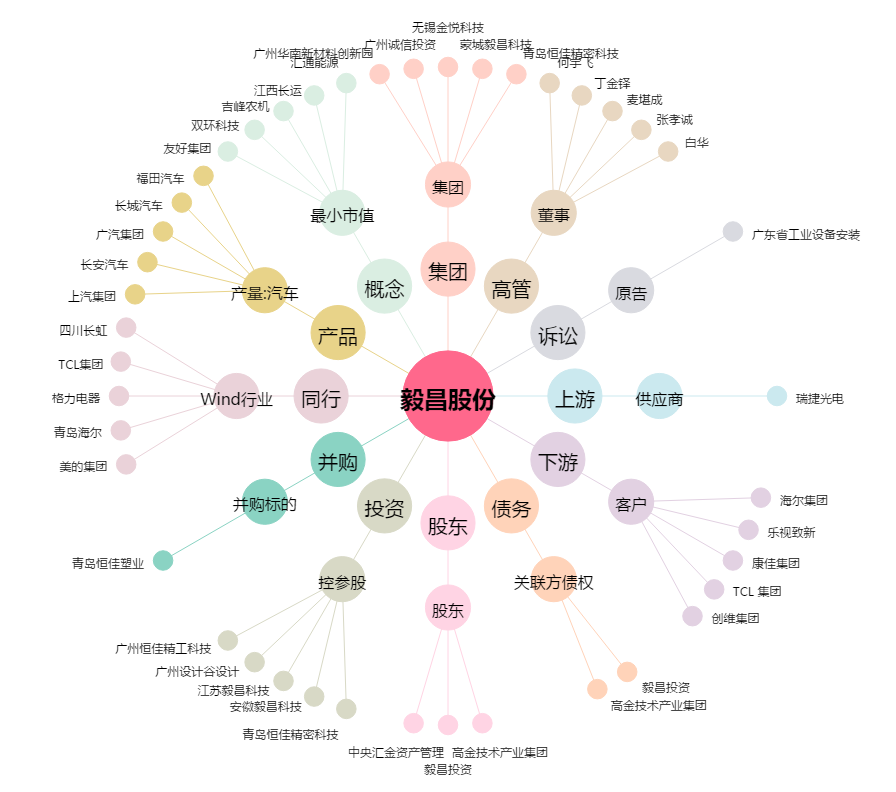 无锡金悦科技
广州诚信投资
蒙城毅昌科技
广州华南新材料创新园
青岛恒佳精密科技
汇通能源
何宇飞
江西长运
丁金铎
吉峰农机
麦堪成
双环科技
张孝诚
友好集团
白华
福田汽车
集团
长城汽车
最小市值
董事
广汽集团
广东省工业设备安装
长安汽车
集团
上汽集团
产量:汽车
概念
高管
原告
四川长虹
产品
诉讼
TCL集团
格力电器
Wind行业
同行
毅昌股份
上游
供应商
瑞捷光电
青岛海尔
美的集团
并购
下游
海尔集团
并购标的
投资
债务
客户
乐视致新
股东
青岛恒佳塑业
康佳集团
控参股
关联方债权
TCL 集团
股东
创维集团
广州恒佳精工科技
广州设计谷设计
江苏毅昌科技
毅昌投资
安徽毅昌科技
高金技术产业集团
青岛恒佳精密科技
中央汇金资产管理
高金技术产业集团
毅昌投资